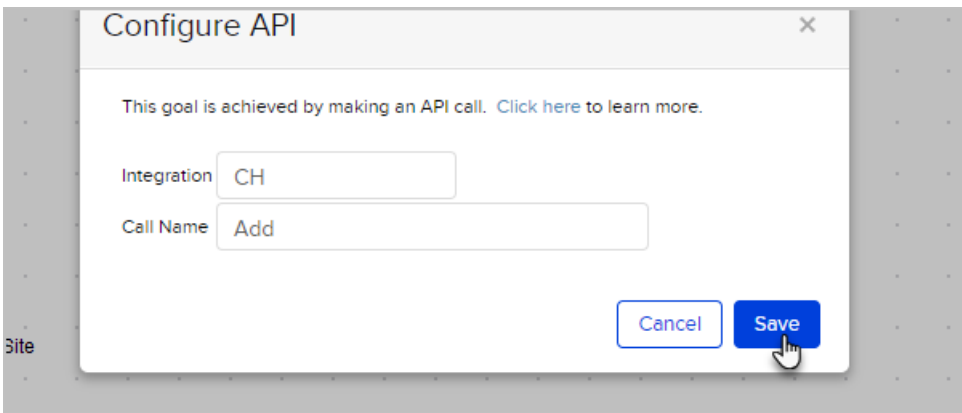 Configure API
×
This goal is achieved by making an API call. Click here to learn more.
Integration CH
Call Name Add
Cancel Save
Site